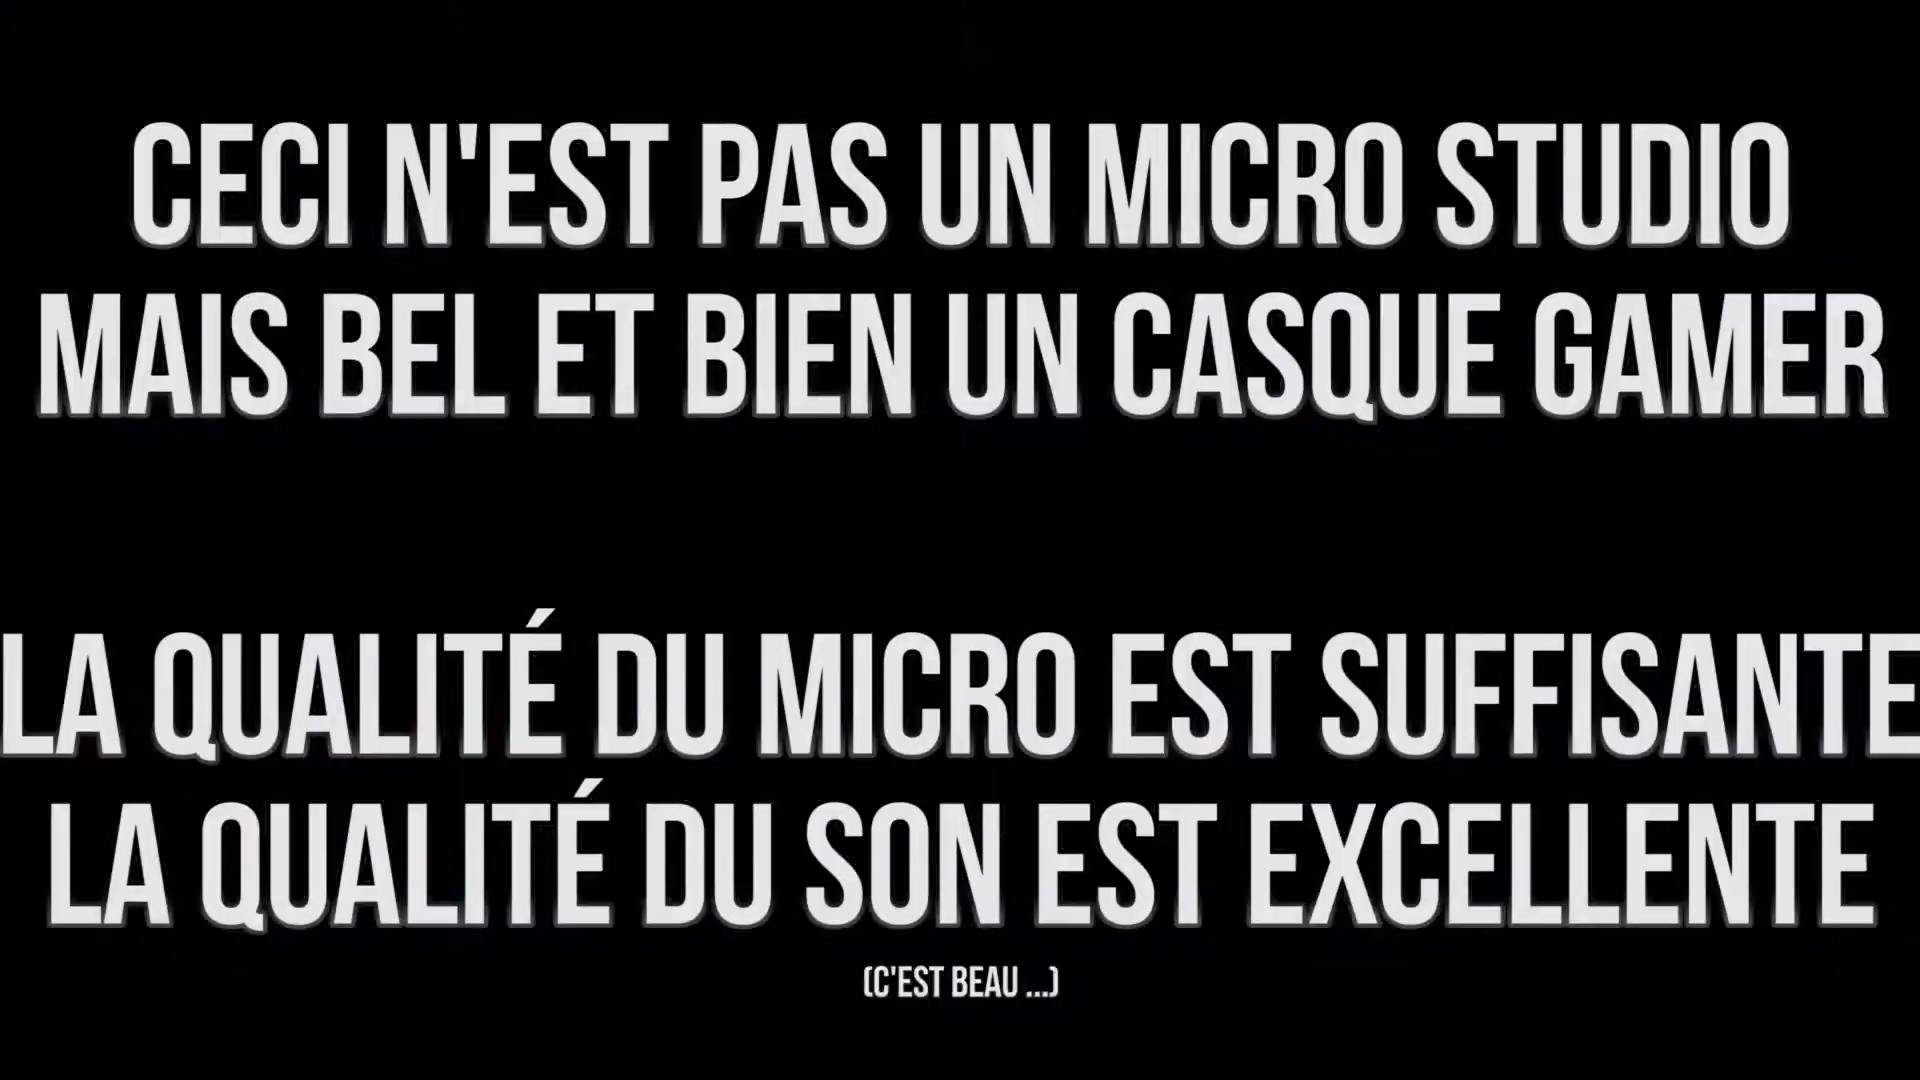 CECI N'EST PAS UN MICRO STUDIO
MAIS BEL ET BIEN UN CASQUE GAMER
LA QUALITÉ DU MICRO EST SUFFISANTE
LA QUALITÉ DU SON EST EXCELLENTE
(C'EST BEAU ...)